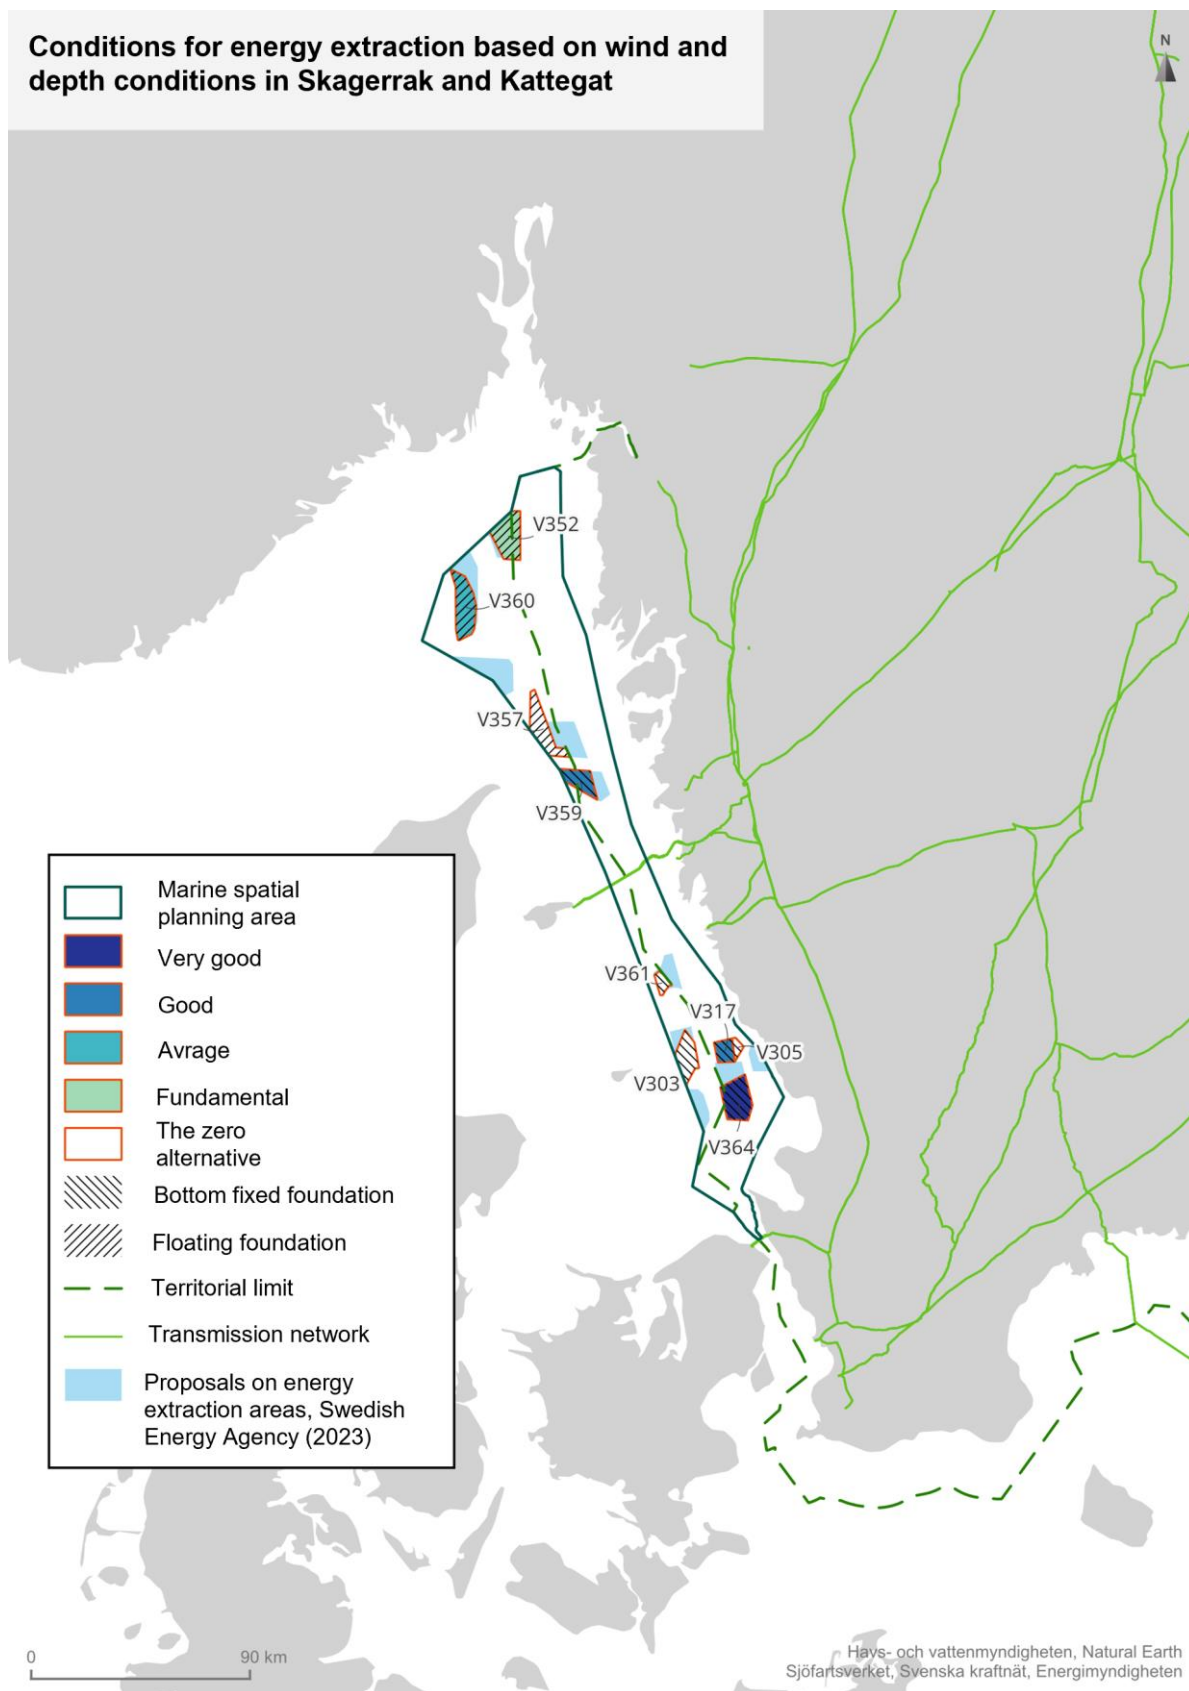 Conditions for energy extraction based on wind and
depth conditions in Skagerrak and Kattegat
N
V352
V360
V357
V359
V361
V317
V305
V303
V364
Marine spatial
planning area
Very good
Good
Avrage
Fundamental
The zero
alternative
Bottom fixed foundation
Floating foundation
Territorial limit
Transmission network
Proposals on energy
extraction areas, Swedish
Energy Agency (2023)
0 90 km
Havs- och vattenmyndigheten, Natural Earth
Sjöfartsverket, Svenska kraftnät, Energimyndigheten